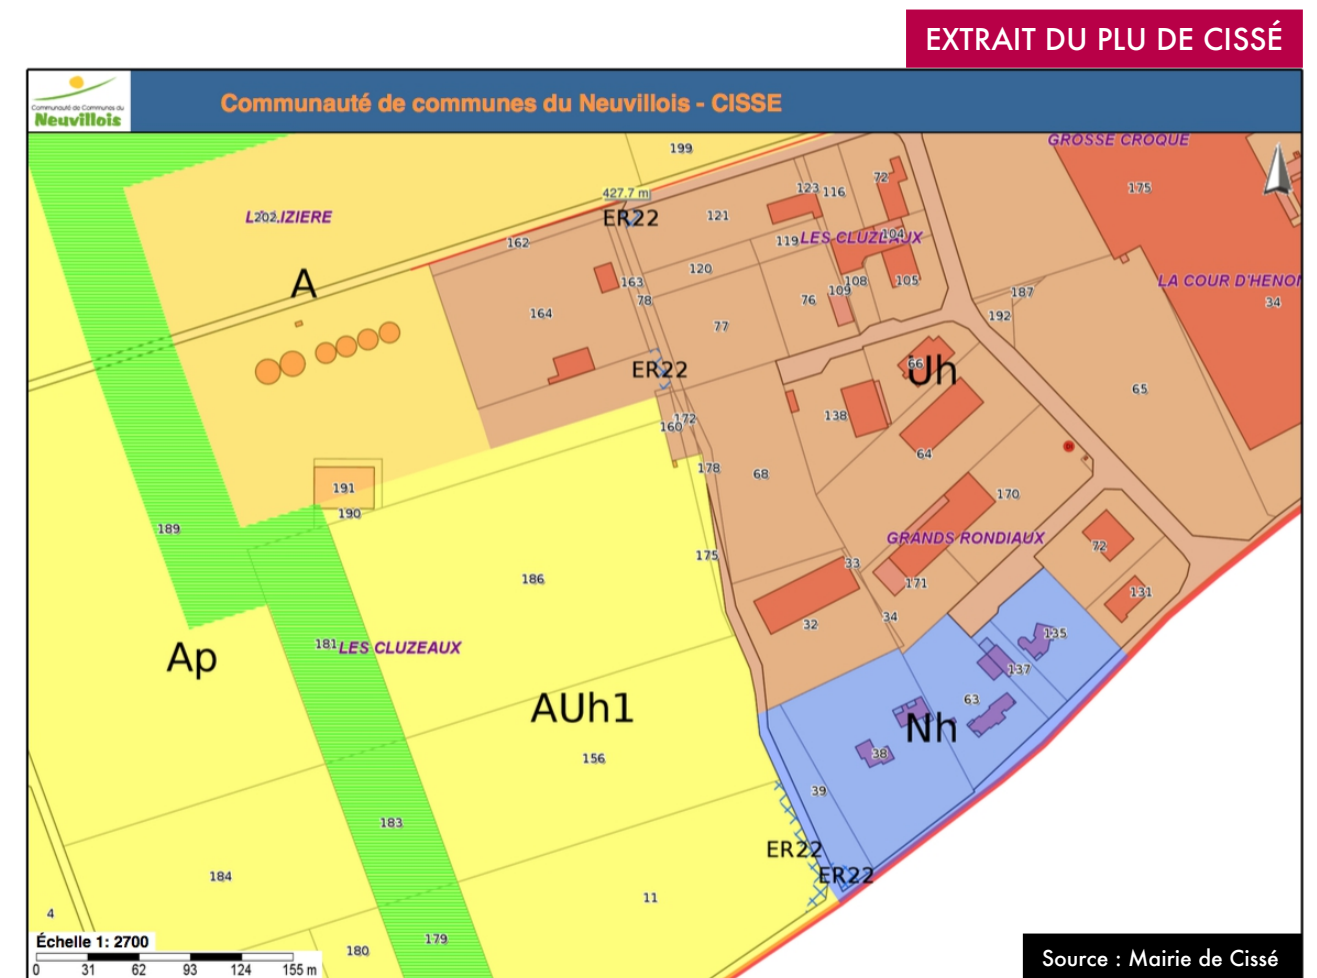 EXTRAIT DU PLU DE CISSÉ
Communauté de Communes du
Neuvillois
Communauté de communes du Neuvillois - CISSE
GROSSE CROQUE
199
175
72
123 116
427.7 m
202
ER22
121
LES CLUZEAUX
104
119
162
120
163
108
105
LA COUR D'HENON
A
109
187
78
76
34
164
192
77
ER22
66
Uh
65
138
172
160
64
178
68
191
170
190
189
GRANDS RONDIAUX
72
175
33
186
171
131
34
32
135
181
LES CLUZEAUX
Ap
137
63
AUh1
Nh
38
156
39
183
ER22
184
ER22
11
4
179
Échelle 1: 2700
180
0 31 62 93 124 155 m
Source : Mairie de Cissé